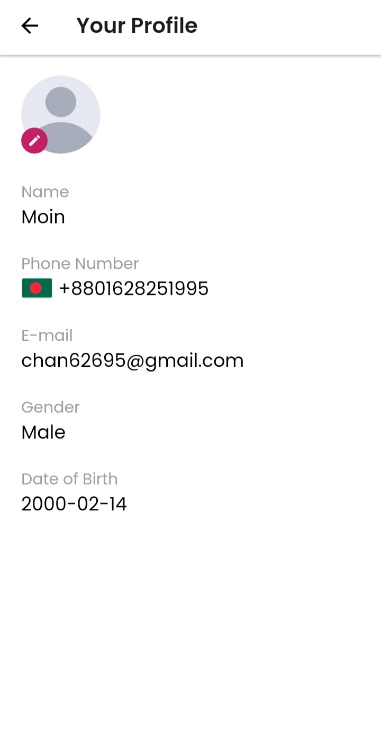 Your Profile
Name
Moin
Phone Number
+8801628251995
E-mail
chan62695@gmail.com
Gender
Male
Date of Birth
2000-02-14